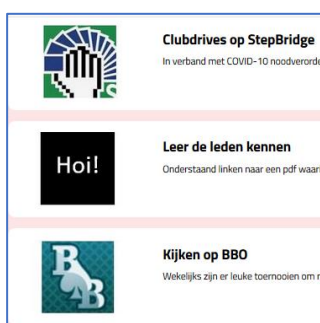 Clubdrives op StepBridge
In verband met COVID-10 noodverorde
Hoi!
Leer de leden kennen
Onderstaand linken naar een pdf waari
B B
Kijken op BBO
Wekelijks zijn er leuke toernooien om